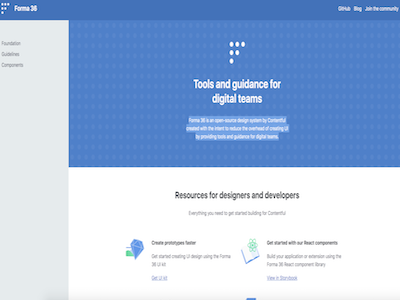 Forma 36
GitHub Blog Join the community
Foundation
Guidelines
Components
Tools and guidance for
digital teams
Forma 36 is an open-source design system by Contentful
created with the intent to reduce the overhead of creating UI
by providing tools and guidance for digital teams.
Resources for designers and developers
Everything you need to get started building for Contentful
Create prototypes faster
Get started creating UI design using the Forma
36 UI kit
Get UI kit
Get started with our React components
Build your application or extension using the
Forma 36 React component library
View in Storybook